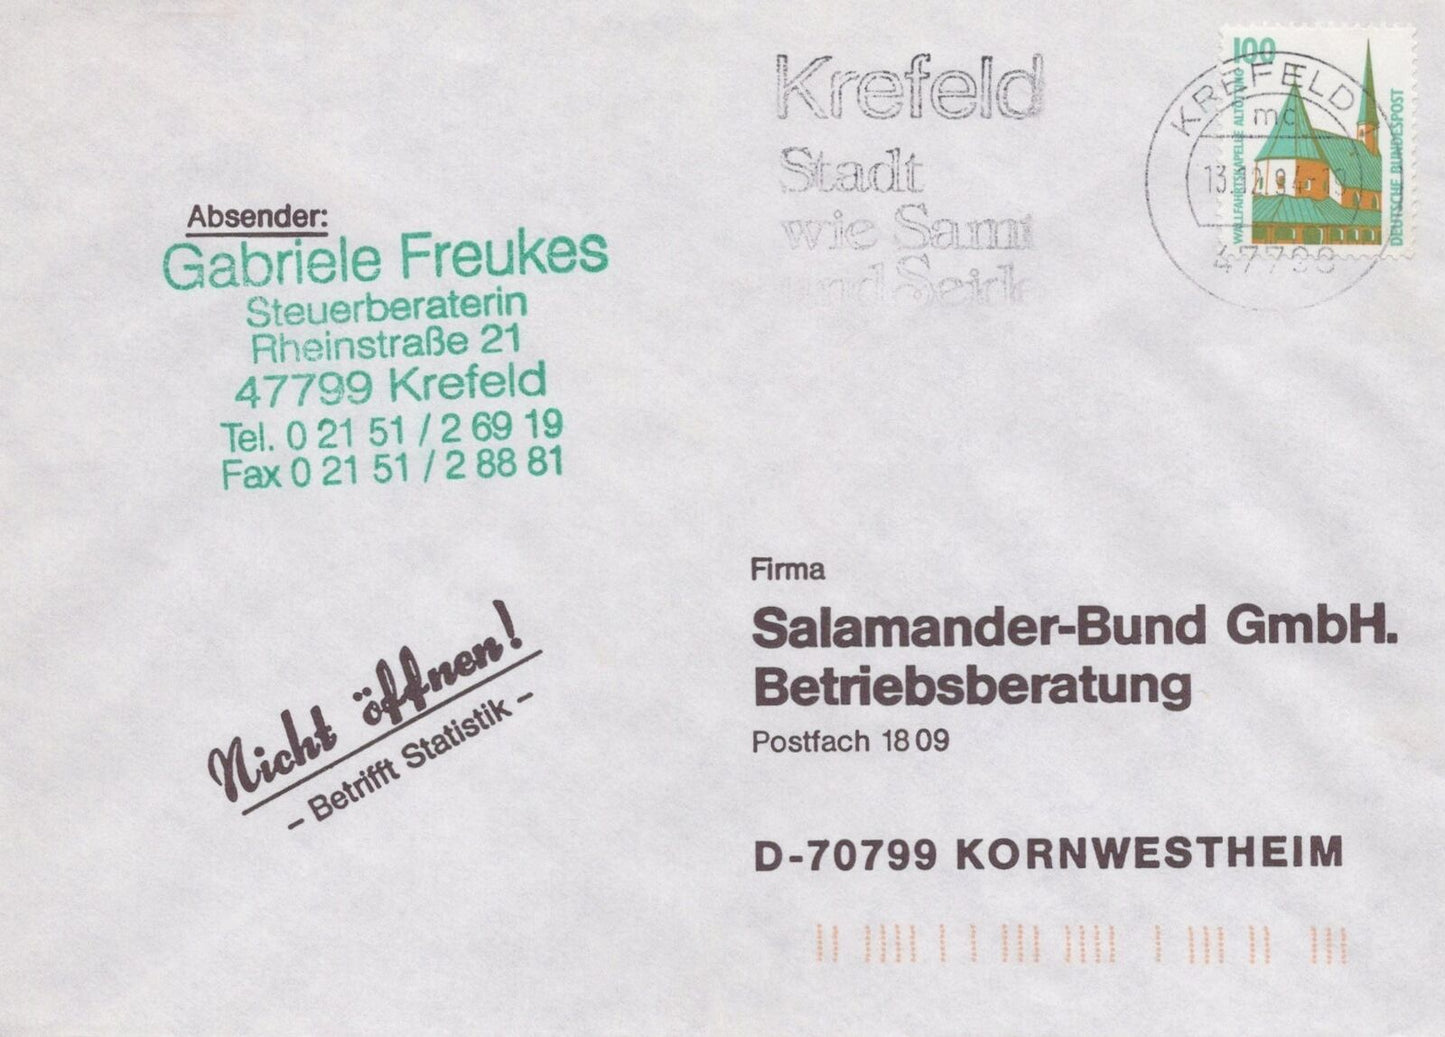 Krefeld
Stadt
wie Samt
und Seide
100
WALLFAHRTSKAPELLE ALTÖTTING
DEUTSCHE BUNDESPOST
KREFELD 1
mc
47799
Absender:
Gabriele Freukes
Steuerberaterin
Rheinstraße 21
47799 Krefeld
Tel. 0 21 51 / 2 69 19
Fax 0 21 51 / 2 88 81
Nicht öffnen!
- Betrifft Statistik -
Firma
Salamander-Bund GmbH.
Betriebsberatung
Postfach 18 09
D-70799 KORNWESTHEIM